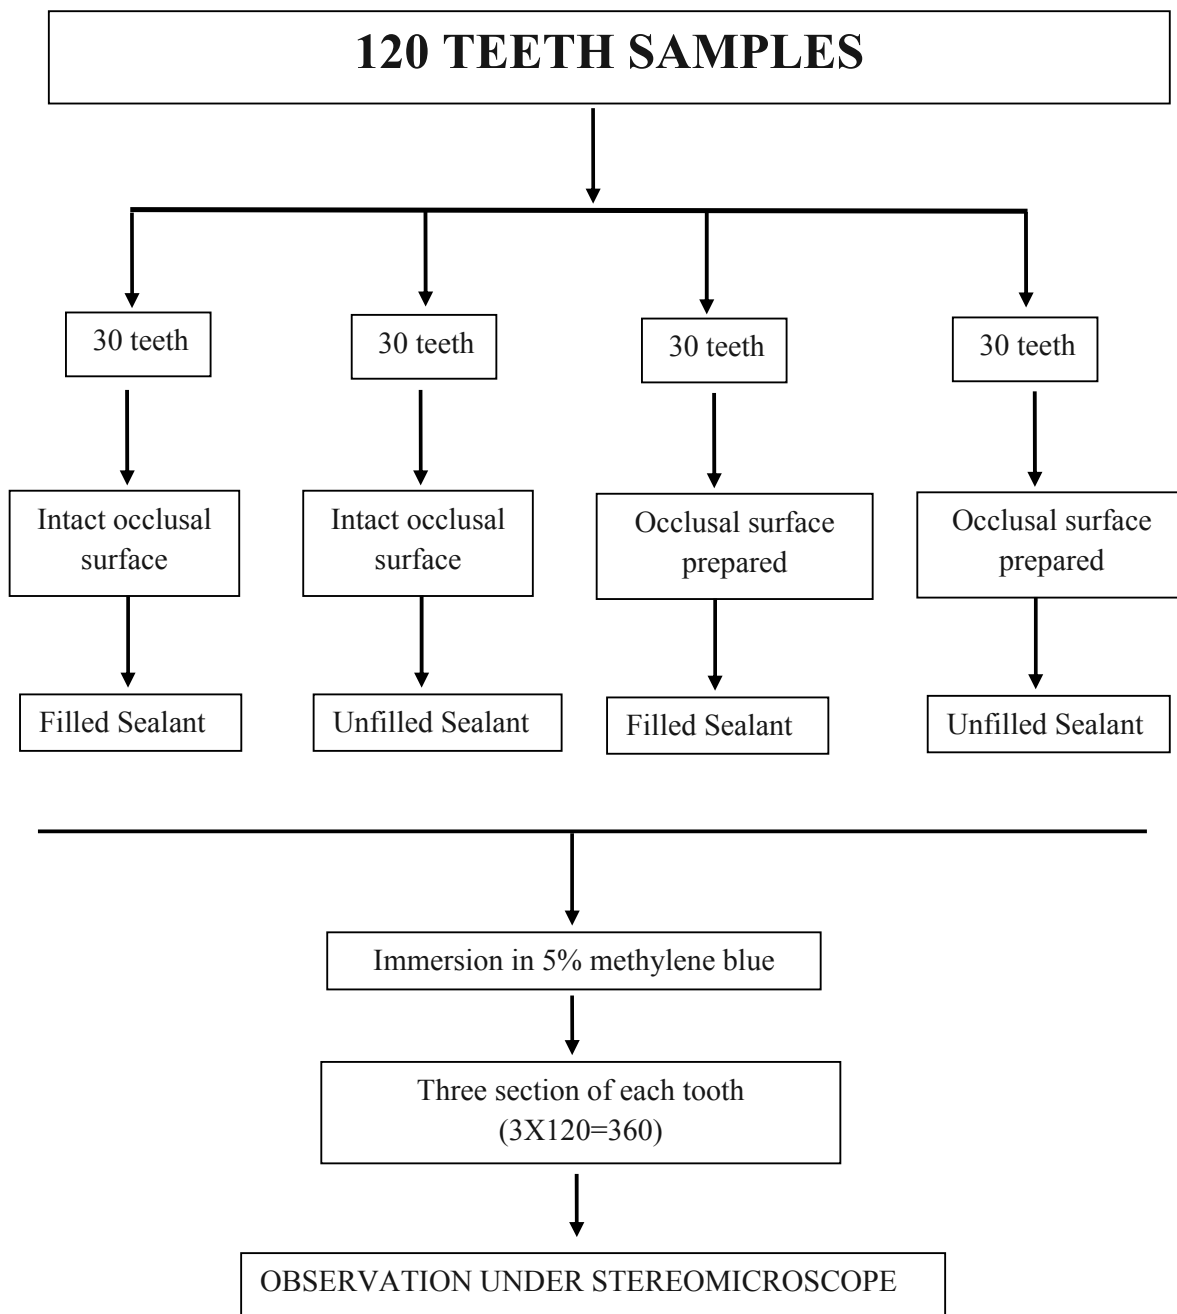 120 TEETH SAMPLES
30 teeth
30 teeth
30 teeth
30 teeth
Intact occlusal
surface
Intact occlusal
surface
Occlusal surface
prepared
Occlusal surface
prepared
Filled Sealant
Unfilled Sealant
Filled Sealant
Unfilled Sealant
Immersion in 5% methylene blue
Three section of each tooth
(3X120=360)
OBSERVATION UNDER STEREOMICROSCOPE